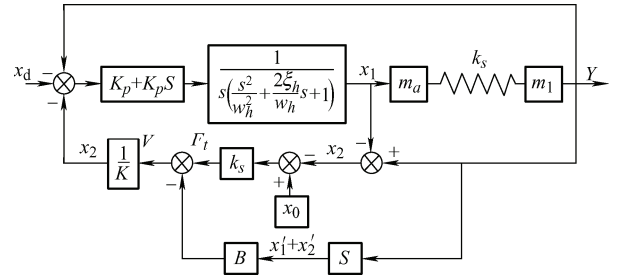 x_d
−
−
K_p+K_pS
1
s(s²/w_h²+2ξ_h/w_h s+1)
x_1
m_a
k_s
m_1
Y
x_2
1/K
V
−
F_t
k_s
−
+
x_0
x_2
−
+
B
x_1′+x_2′
S